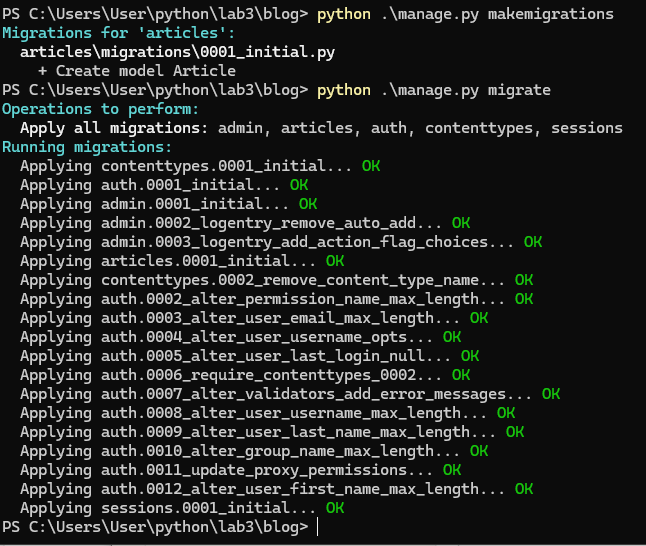 PS C:\Users\User\python\lab3\blog> python .\manage.py makemigrations
Migrations for 'articles':
  articles\migrations\0001_initial.py
    + Create model Article
PS C:\Users\User\python\lab3\blog> python .\manage.py migrate
Operations to perform:
  Apply all migrations: admin, articles, auth, contenttypes, sessions
Running migrations:
  Applying contenttypes.0001_initial... OK
  Applying auth.0001_initial... OK
  Applying admin.0001_initial... OK
  Applying admin.0002_logentry_remove_auto_add... OK
  Applying admin.0003_logentry_add_action_flag_choices... OK
  Applying articles.0001_initial... OK
  Applying contenttypes.0002_remove_content_type_name... OK
  Applying auth.0002_alter_permission_name_max_length... OK
  Applying auth.0003_alter_user_email_max_length... OK
  Applying auth.0004_alter_user_username_opts... OK
  Applying auth.0005_alter_user_last_login_null... OK
  Applying auth.0006_require_contenttypes_0002... OK
  Applying auth.0007_alter_validators_add_error_messages... OK
  Applying auth.0008_alter_user_username_max_length... OK
  Applying auth.0009_alter_user_last_name_max_length... OK
  Applying auth.0010_alter_group_name_max_length... OK
  Applying auth.0011_update_proxy_permissions... OK
  Applying auth.0012_alter_user_first_name_max_length... OK
  Applying sessions.0001_initial... OK
PS C:\Users\User\python\lab3\blog>